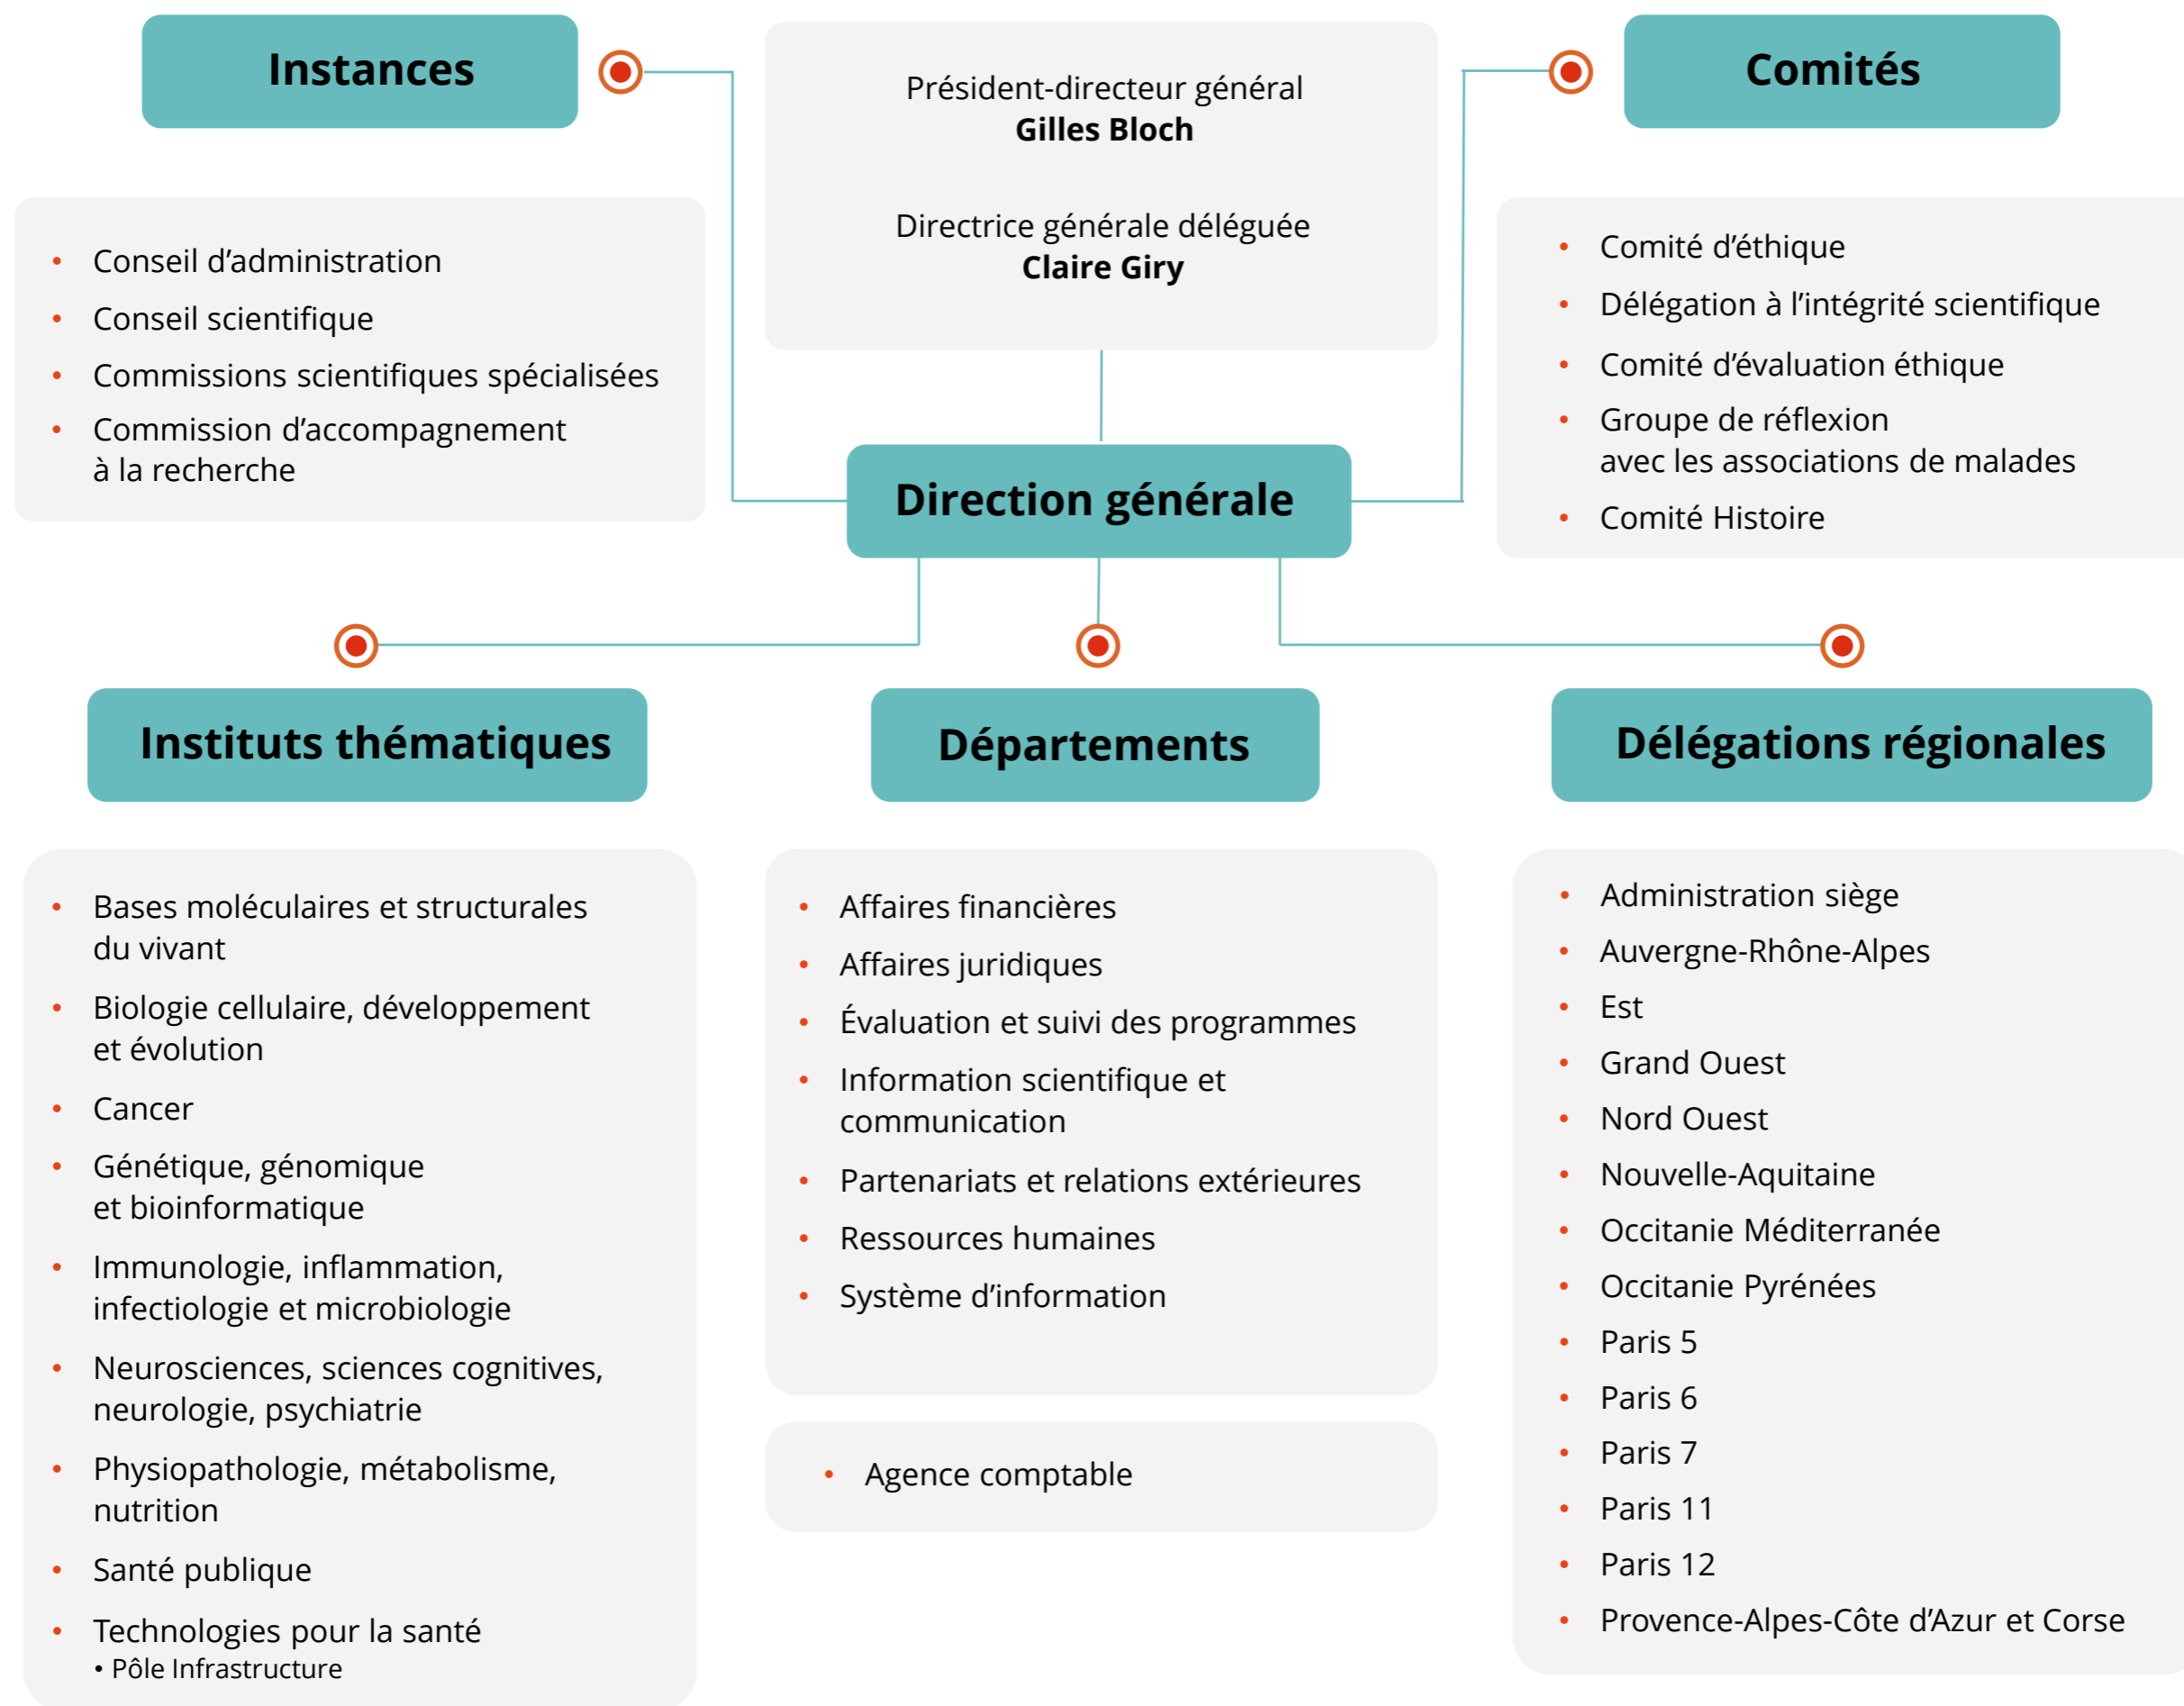 Instances
Président-directeur général
Gilles Bloch
Directrice générale déléguée
Claire Giry
Comités
• Conseil d’administration
• Conseil scientifique
• Commissions scientifiques spécialisées
• Commission d’accompagnement
à la recherche
• Comité d’éthique
• Délégation à l’intégrité scientifique
• Comité d’évaluation éthique
• Groupe de réflexion
avec les associations de malades
• Comité Histoire
Direction générale
Instituts thématiques
• Bases moléculaires et structurales
du vivant
• Biologie cellulaire, développement
et évolution
• Cancer
• Génétique, génomique
et bioinformatique
• Immunologie, inflammation,
infectiologie et microbiologie
• Neurosciences, sciences cognitives,
neurologie, psychiatrie
• Physiopathologie, métabolisme,
nutrition
• Santé publique
• Technologies pour la santé
• Pôle Infrastructure
Départements
• Affaires financières
• Affaires juridiques
• Évaluation et suivi des programmes
• Information scientifique et
communication
• Partenariats et relations extérieures
• Ressources humaines
• Système d’information
• Agence comptable
Délégations régionales
• Administration siège
• Auvergne-Rhône-Alpes
• Est
• Grand Ouest
• Nord Ouest
• Nouvelle-Aquitaine
• Occitanie Méditerranée
• Occitanie Pyrénées
• Paris 5
• Paris 6
• Paris 7
• Paris 11
• Paris 12
• Provence-Alpes-Côte d’Azur et Corse